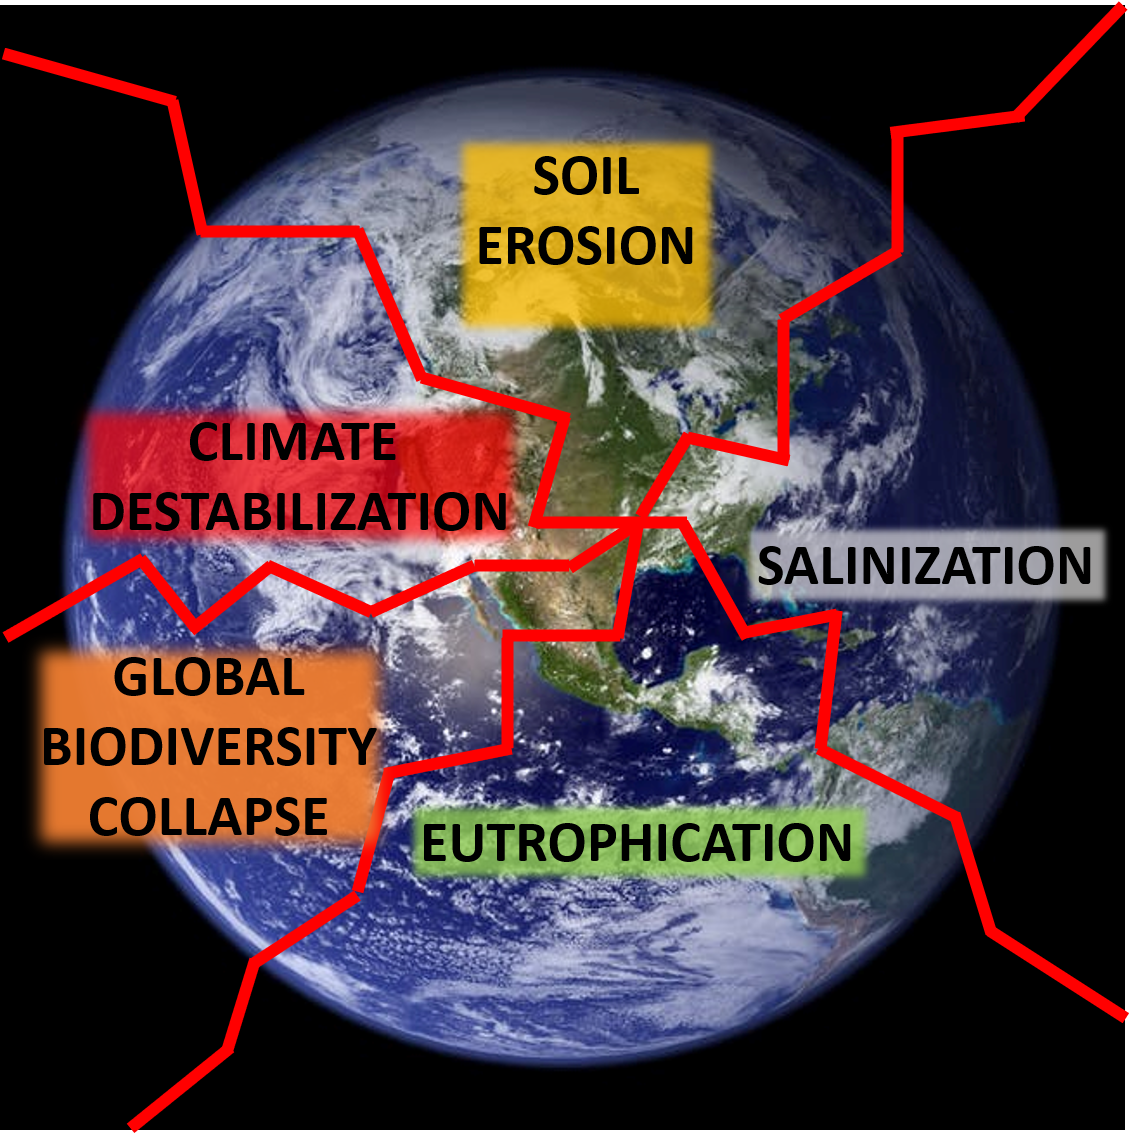 SOIL
EROSION
CLIMATE
DESTABILIZATION
SALINIZATION
GLOBAL
BIODIVERSITY
COLLAPSE
EUTROPHICATION